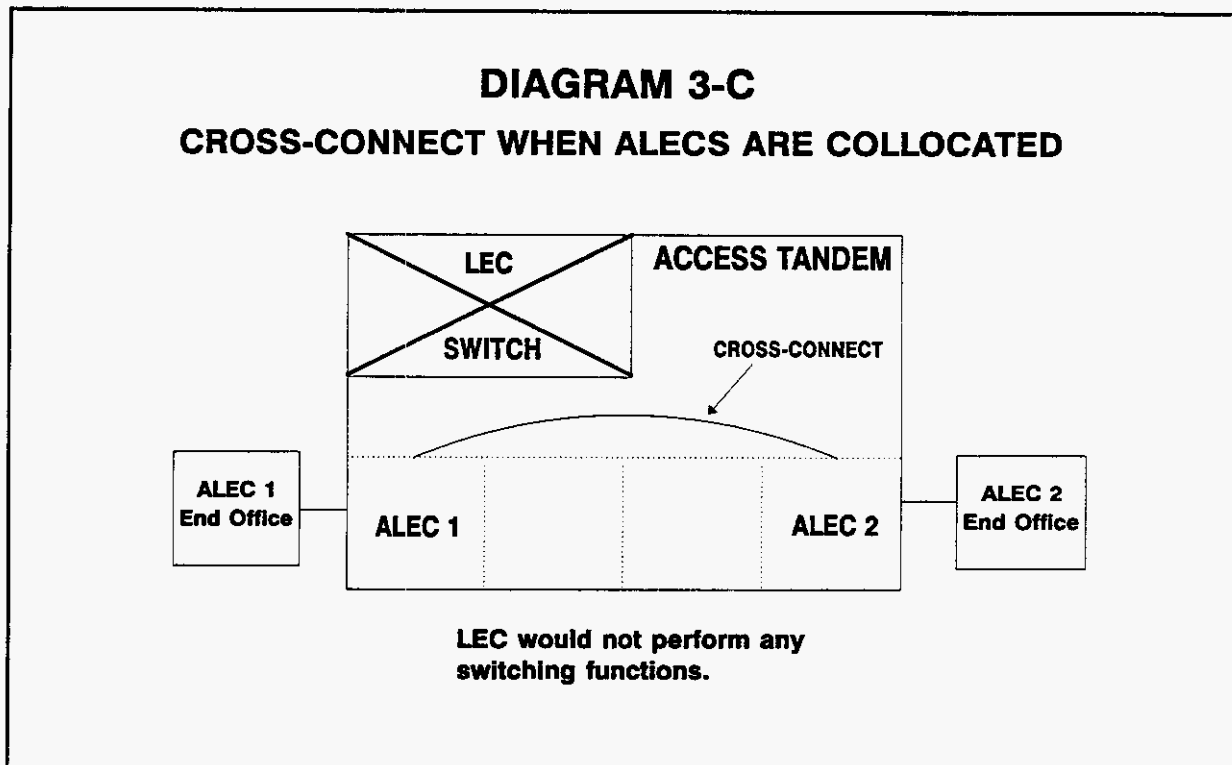 DIAGRAM 3-C
CROSS-CONNECT WHEN ALECS ARE COLLOCATED
LEC
SWITCH
ACCESS TANDEM
CROSS-CONNECT
ALEC 1
End Office
ALEC 1
ALEC 2
ALEC 2
End Office
LEC would not perform any
switching functions.